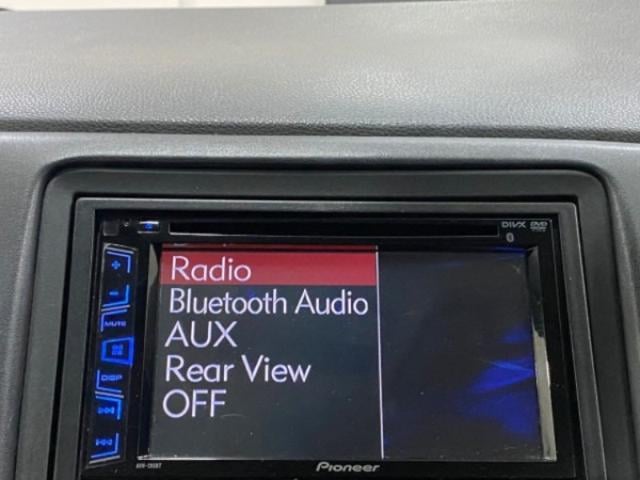 DIVX DVD
Radio
Bluetooth Audio
AUX
Rear View
OFF
+
-
MUTE
DISP
Pioneer